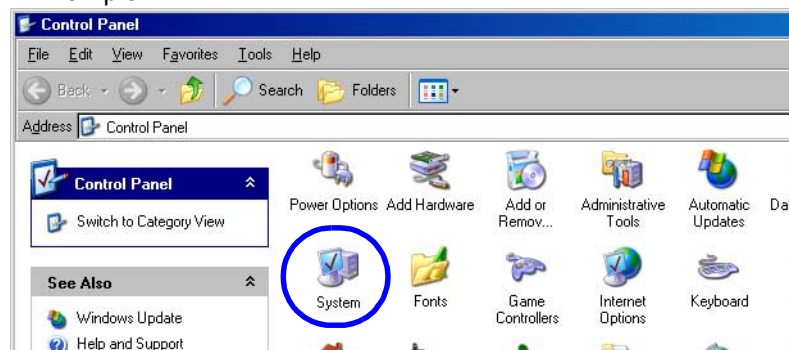 Control Panel
File Edit View Favorites Tools Help
Back Search Folders
Address Control Panel
Control Panel
Switch to Category View
See Also
Windows Update
Help and Support
Power Options Add Hardware Add or Remov... Administrative Tools Automatic Updates
System Fonts Game Controllers Internet Options Keyboard